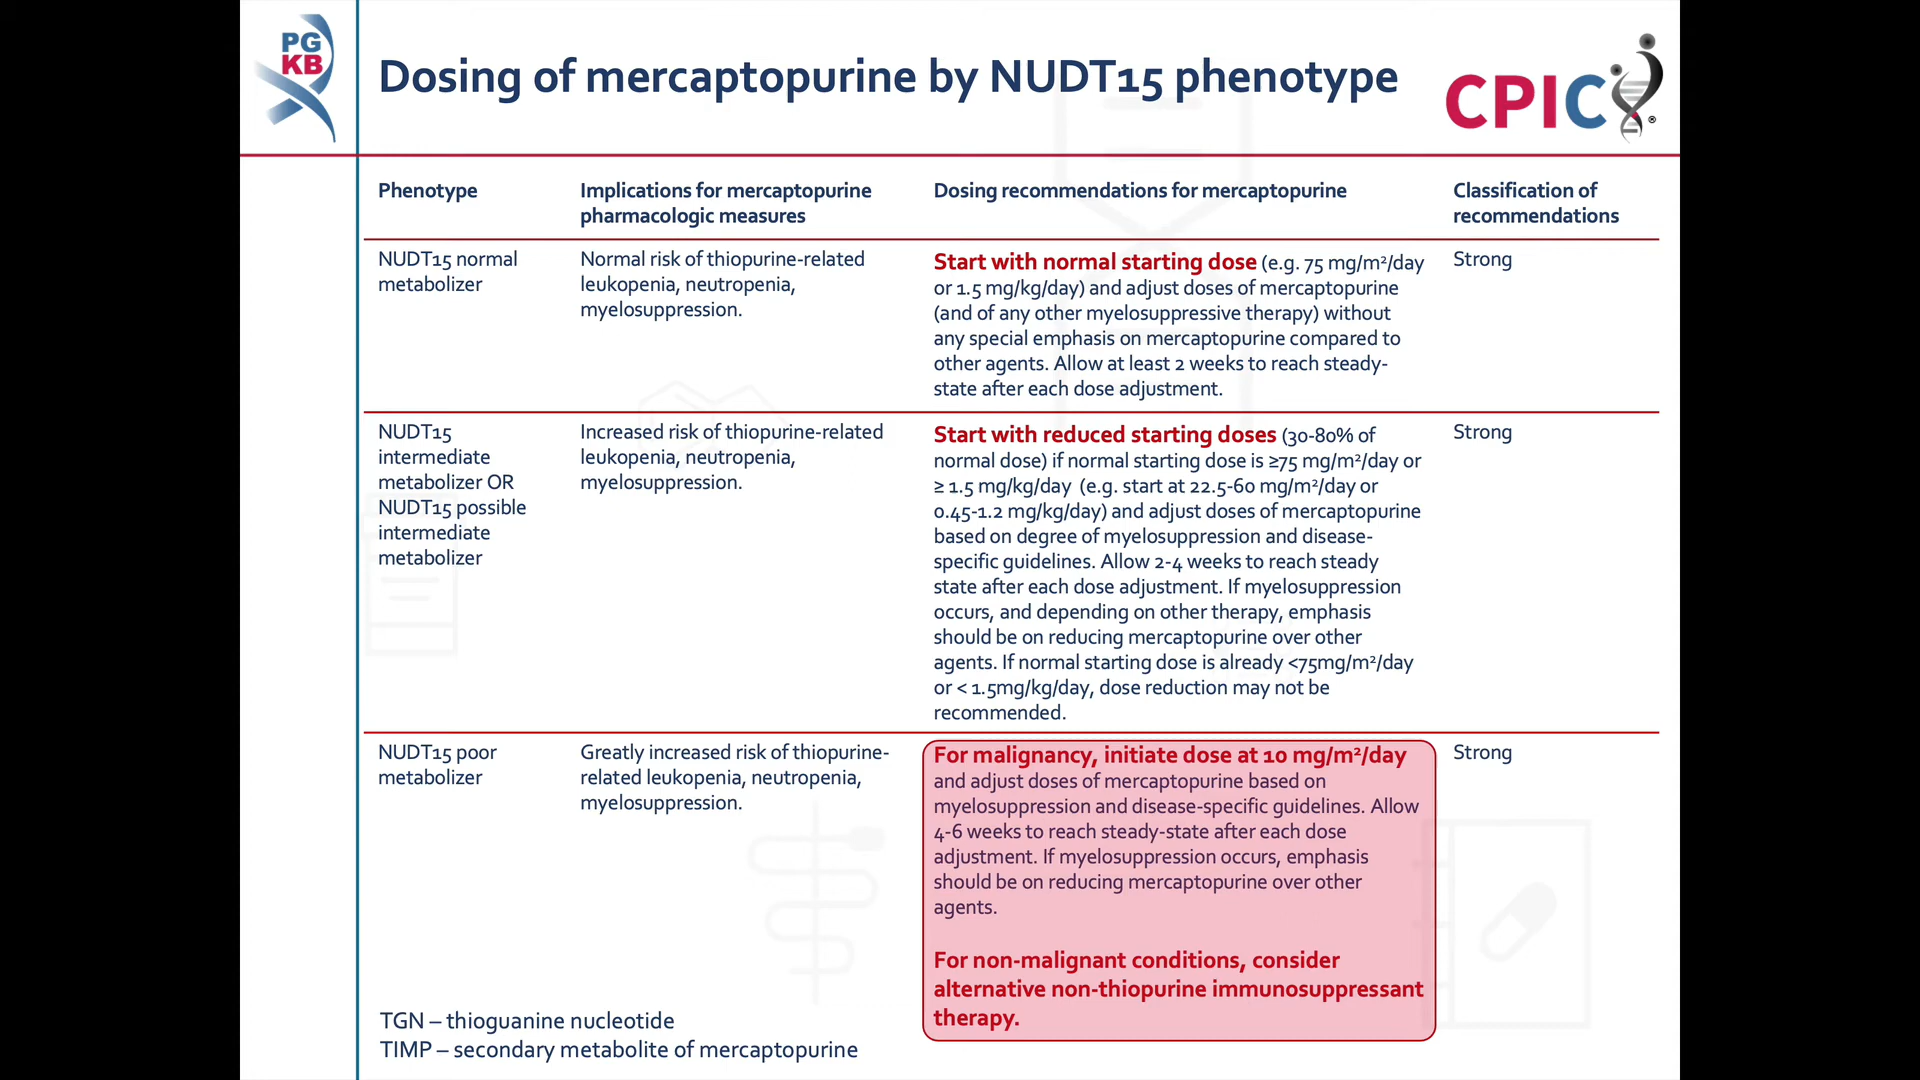 PG
KB
Dosing of mercaptopurine by NUDT15 phenotype
CPIC®
Phenotype
Implications for mercaptopurine
pharmacologic measures
Dosing recommendations for mercaptopurine
Classification of
recommendations
NUDT15 normal
metabolizer
Normal risk of thiopurine-related
leukopenia, neutropenia,
myelosuppression.
Start with normal starting dose (e.g. 75 mg/m²/day
or 1.5 mg/kg/day) and adjust doses of mercaptopurine
(and of any other myelosuppressive therapy) without
any special emphasis on mercaptopurine compared to
other agents. Allow at least 2 weeks to reach steady-
state after each dose adjustment.
Strong
NUDT15
intermediate
metabolizer OR
NUDT15 possible
intermediate
metabolizer
Increased risk of thiopurine-related
leukopenia, neutropenia,
myelosuppression.
Start with reduced starting doses (30-80% of
normal dose) if normal starting dose is ≥75 mg/m²/day or
≥ 1.5 mg/kg/day (e.g. start at 22.5-60 mg/m²/day or
0.45-1.2 mg/kg/day) and adjust doses of mercaptopurine
based on degree of myelosuppression and disease-
specific guidelines. Allow 2-4 weeks to reach steady
state after each dose adjustment. If myelosuppression
occurs, and depending on other therapy, emphasis
should be on reducing mercaptopurine over other
agents. If normal starting dose is already <75mg/m²/day
or < 1.5mg/kg/day, dose reduction may not be
recommended.
Strong
NUDT15 poor
metabolizer
Greatly increased risk of thiopurine-
related leukopenia, neutropenia,
myelosuppression.
For malignancy, initiate dose at 10 mg/m²/day
and adjust doses of mercaptopurine based on
myelosuppression and disease-specific guidelines. Allow
4-6 weeks to reach steady-state after each dose
adjustment. If myelosuppression occurs, emphasis
should be on reducing mercaptopurine over other
agents.
For non-malignant conditions, consider
alternative non-thiopurine immunosuppressant
therapy.
Strong
TGN – thioguanine nucleotide
TIMP – secondary metabolite of mercaptopurine